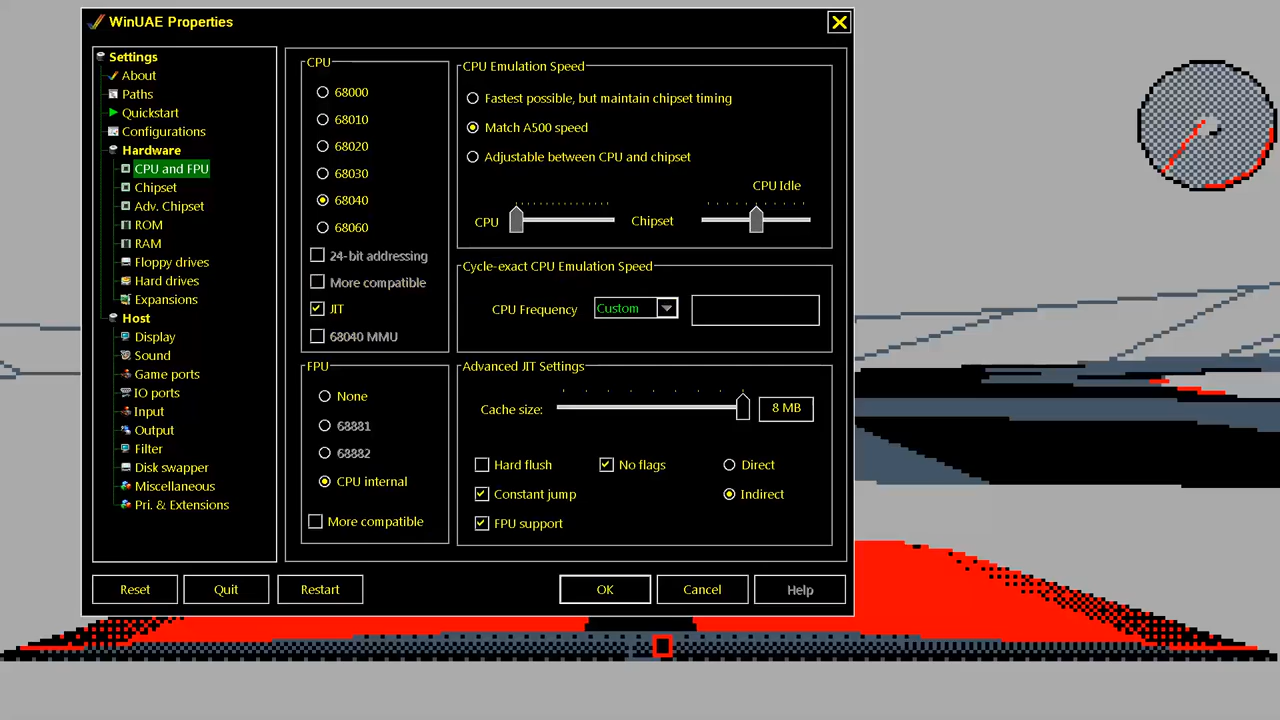 WinUAE Properties
Settings
About
Paths
Quickstart
Configurations
Hardware
CPU and FPU
Chipset
Adv. Chipset
ROM
RAM
Floppy drives
Hard drives
Expansions
Host
Display
Sound
Game ports
IO ports
Input
Output
Filter
Disk swapper
Miscellaneous
Pri. & Extensions
CPU
68000
68010
68020
68030
68040
68060
24-bit addressing
More compatible
JIT
68040 MMU
FPU
None
68881
68882
CPU internal
More compatible
CPU Emulation Speed
Fastest possible, but maintain chipset timing
Match A500 speed
Adjustable between CPU and chipset
CPU Idle
CPU
Chipset
Cycle-exact CPU Emulation Speed
CPU Frequency
Custom
Advanced JIT Settings
Cache size:
8 MB
Hard flush
No flags
Direct
Constant jump
Indirect
FPU support
Reset
Quit
Restart
OK
Cancel
Help